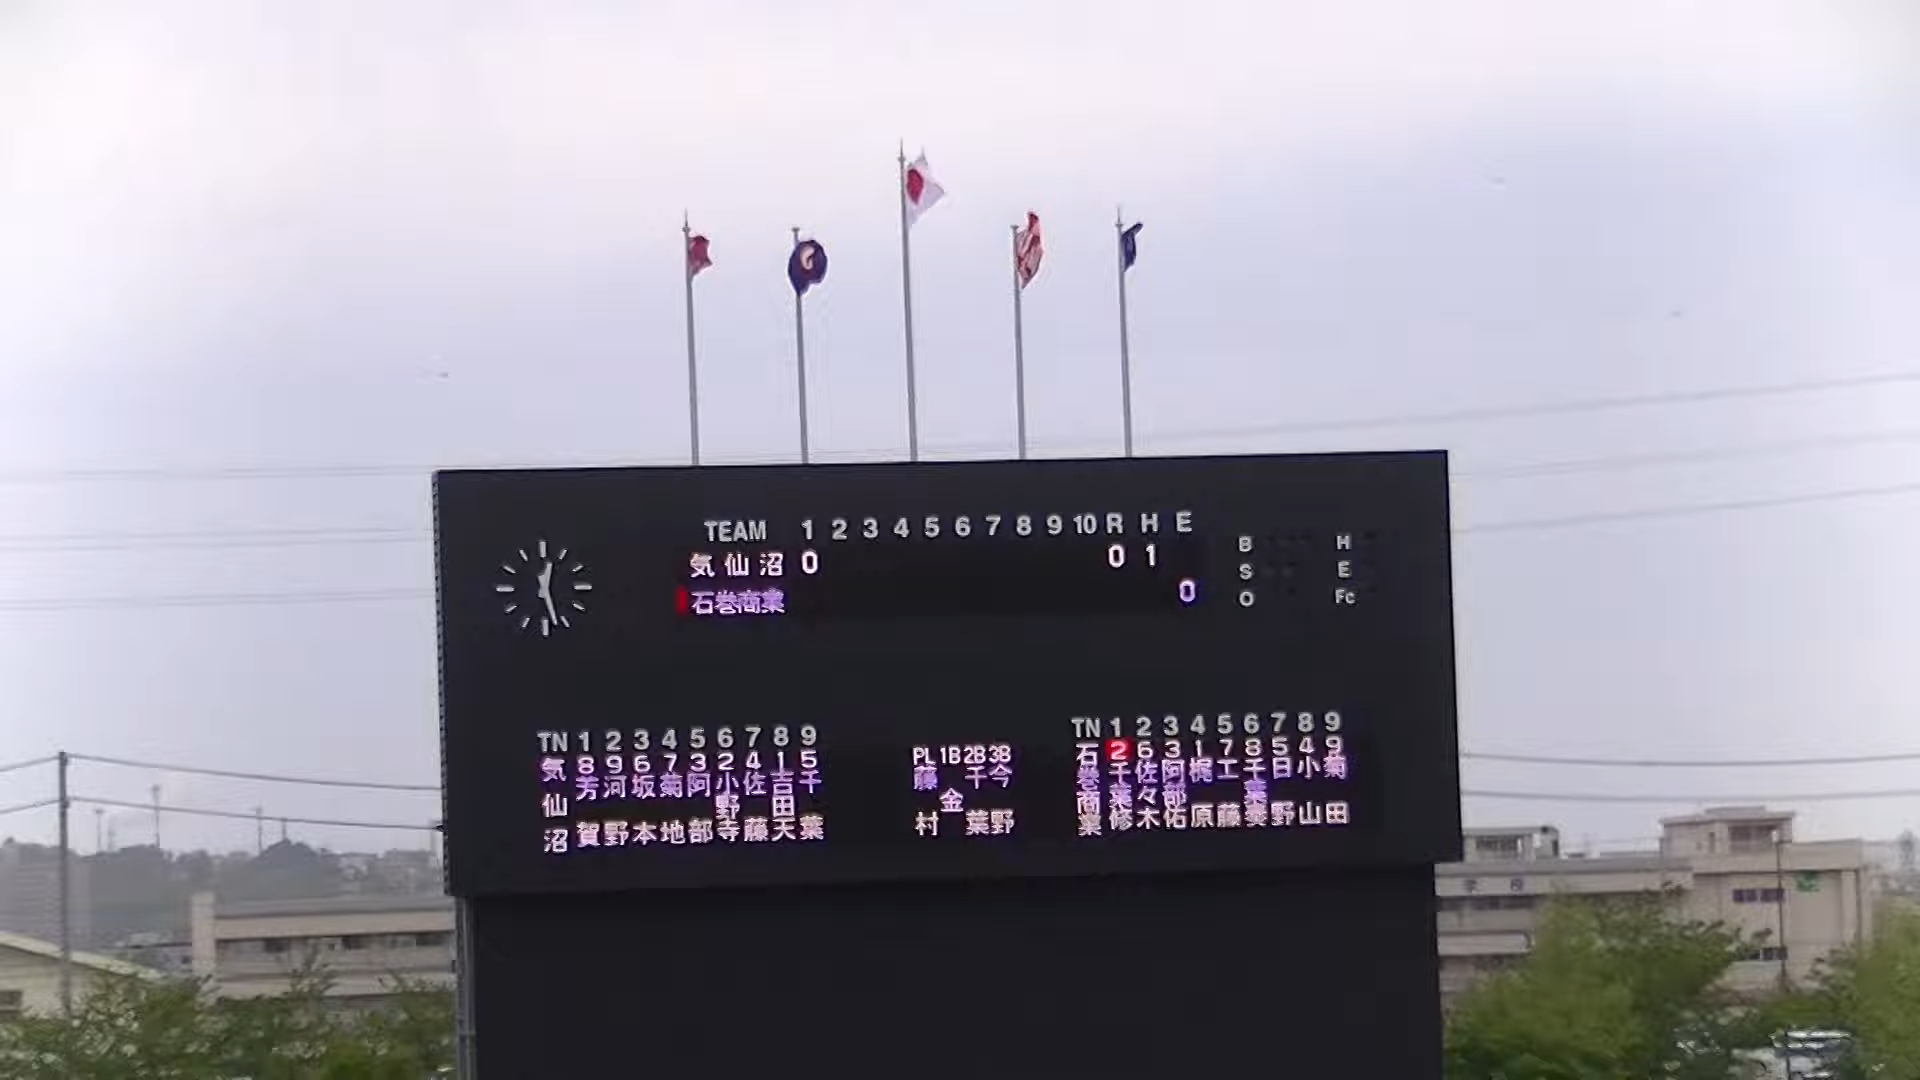 TEAM 1 2 3 4 5 6 7 8 9 10 R H E
気仙沼 0 0 1
石巻商業 0
B H
S E
O Fc
TN 1 2 3 4 5 6 7 8 9
気仙沼 8 9 6 7 3 2 4 1 5
芳賀 河野 坂本 菊地 阿部 小野寺 佐藤 吉田天 千葉
PL 1B 2B 3B
藤村 金 千葉 今野
TN 1 2 3 4 5 6 7 8 9
石巻商業 2 6 3 1 7 8 5 4 9
千葉修 佐々木 阿部佑 梶原 工藤 千葉 日野 小山 菊田
学校